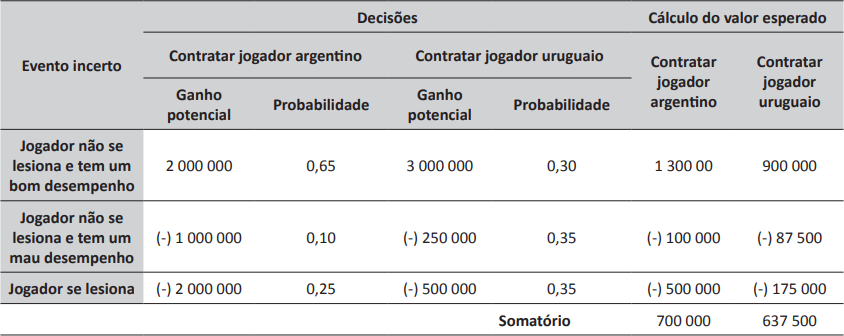 Decisões
Cálculo do valor esperado
Evento incerto
Contratar jogador argentino
Contratar jogador uruguaio
Contratar
jogador
argentino
Contratar
jogador
uruguaio
Ganho
potencial
Probabilidade
Ganho
potencial
Probabilidade
Jogador não se
lesiona e tem um
bom desempenho
2 000 000
0,65
3 000 000
0,30
1 300 00
900 000
Jogador não se
lesiona e tem um
mau desempenho
(-) 1 000 000
0,10
(-) 250 000
0,35
(-) 100 000
(-) 87 500
Jogador se lesiona
(-) 2 000 000
0,25
(-) 500 000
0,35
(-) 500 000
(-) 175 000
Somatório
700 000
637 500